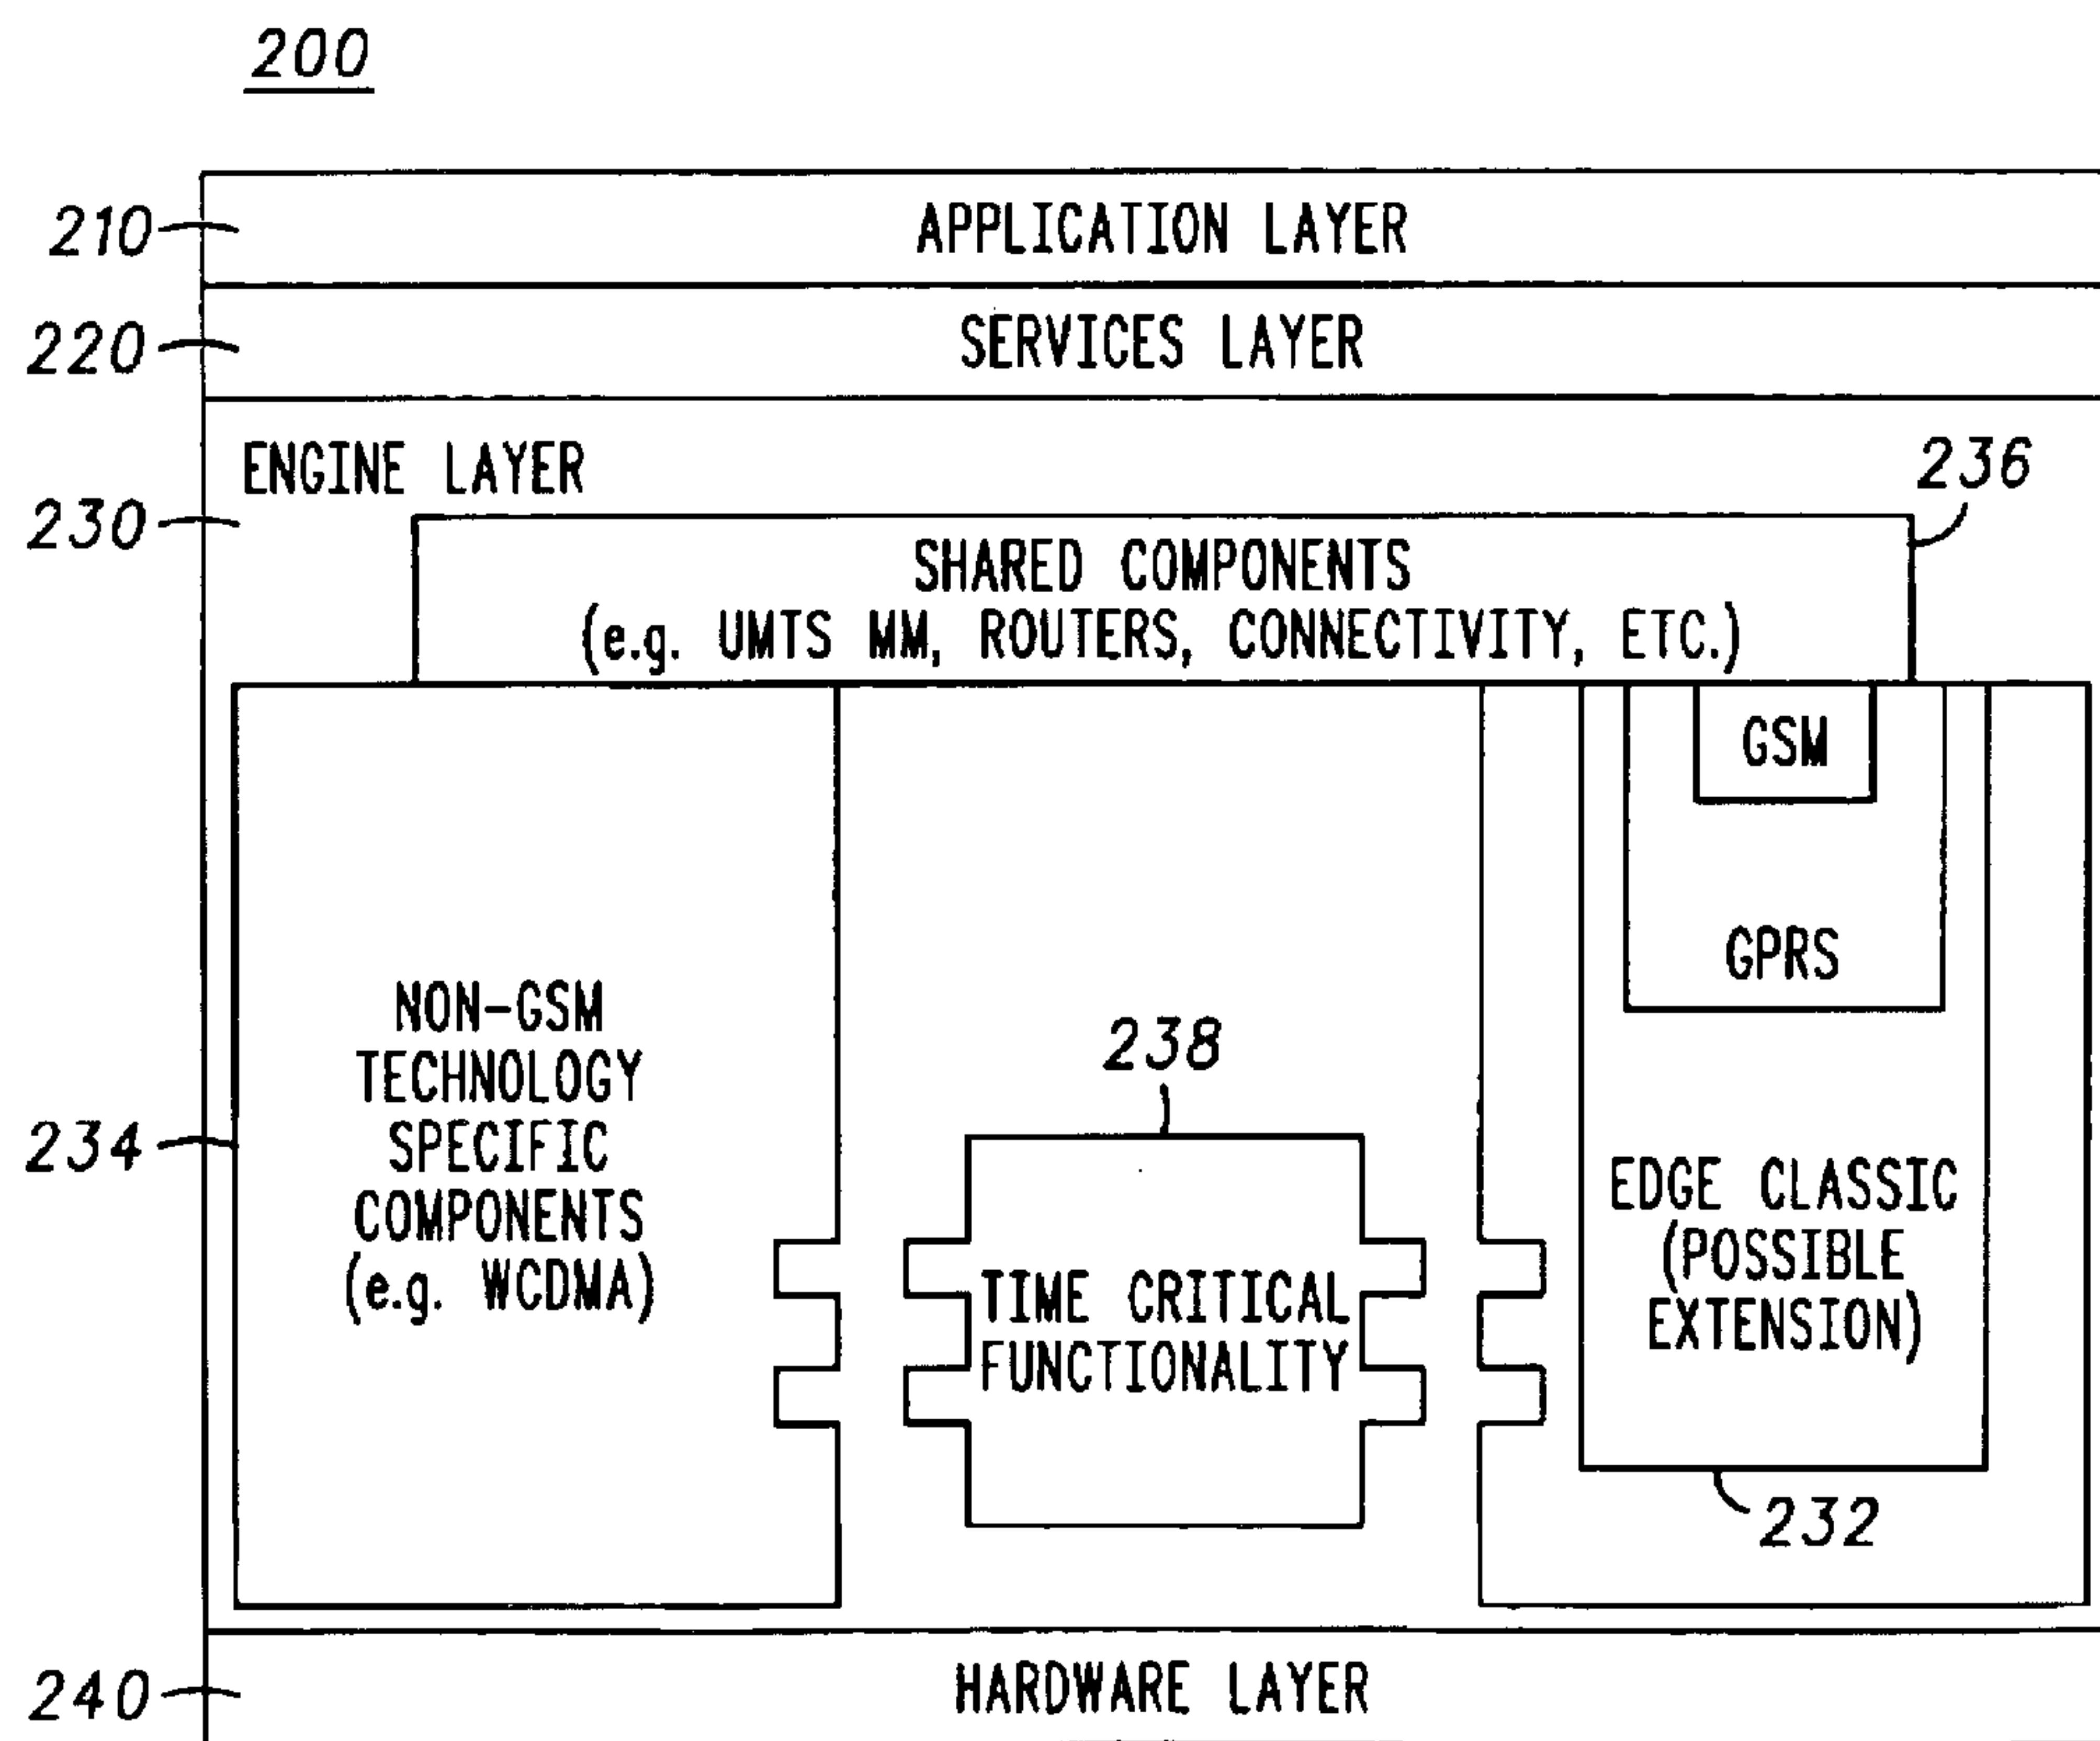 200
210
APPLICATION LAYER
220
SERVICES LAYER
ENGINE LAYER
236
230
SHARED COMPONENTS
(e.g. UMTS MM, ROUTERS, CONNECTIVITY, ETC.)
GSM
GPRS
NON-GSM
TECHNOLOGY
SPECIFIC
COMPONENTS
(e.g. WCDMA)
234
238
TIME CRITICAL
FUNCTIONALITY
EDGE CLASSIC
(POSSIBLE
EXTENSION)
232
240
HARDWARE LAYER